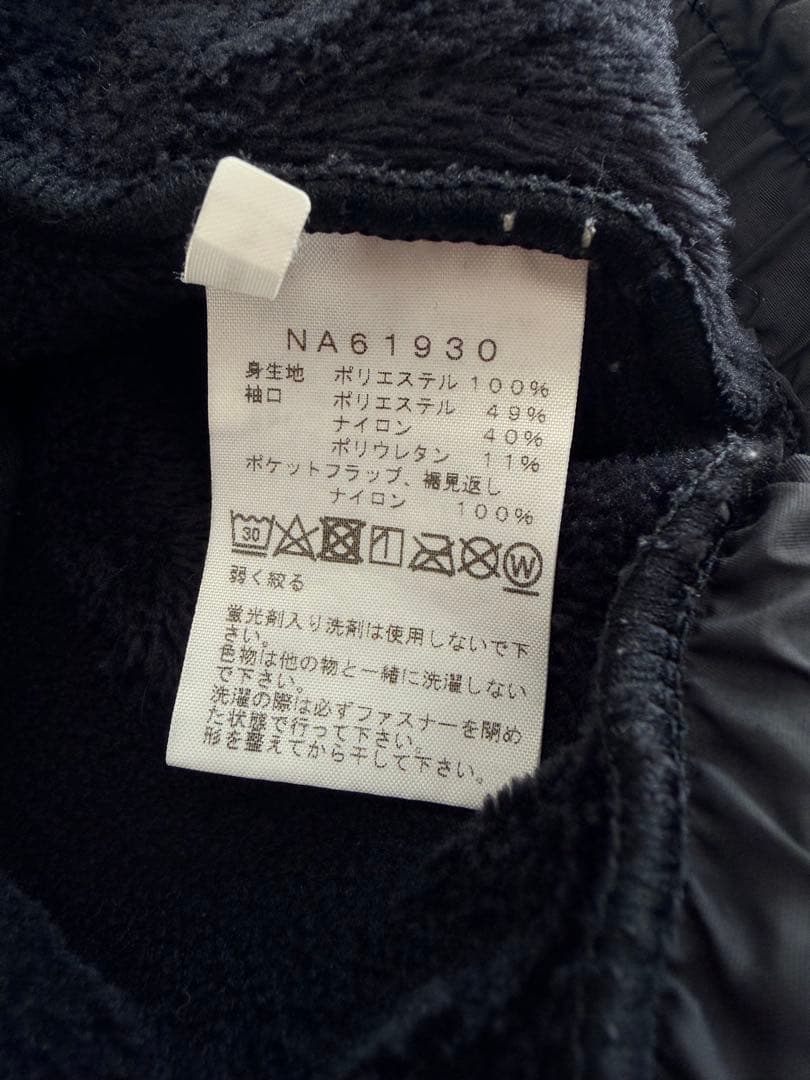 NA61930
身生地 ポリエステル 100%
袖口 ポリエステル 49%
ナイロン 40%
ポリウレタン 11%
ポケットフラップ、裾見返し
ナイロン 100%
30 W
弱く絞る
蛍光剤入り洗剤は使用しないで下
さい。
色物は他の物と一緒に洗濯しない
で下さい。
洗濯の際は必ずファスナーを閉め
た状態で行って下さい。
形を整えてから干して下さい。